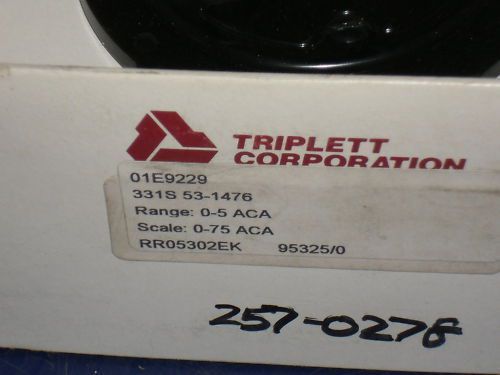 TRIPLETT
CORPORATION
01E9229
331S 53-1476
Range: 0-5 ACA
Scale: 0-75 ACA
RR05302EK 95325/0
257-0278